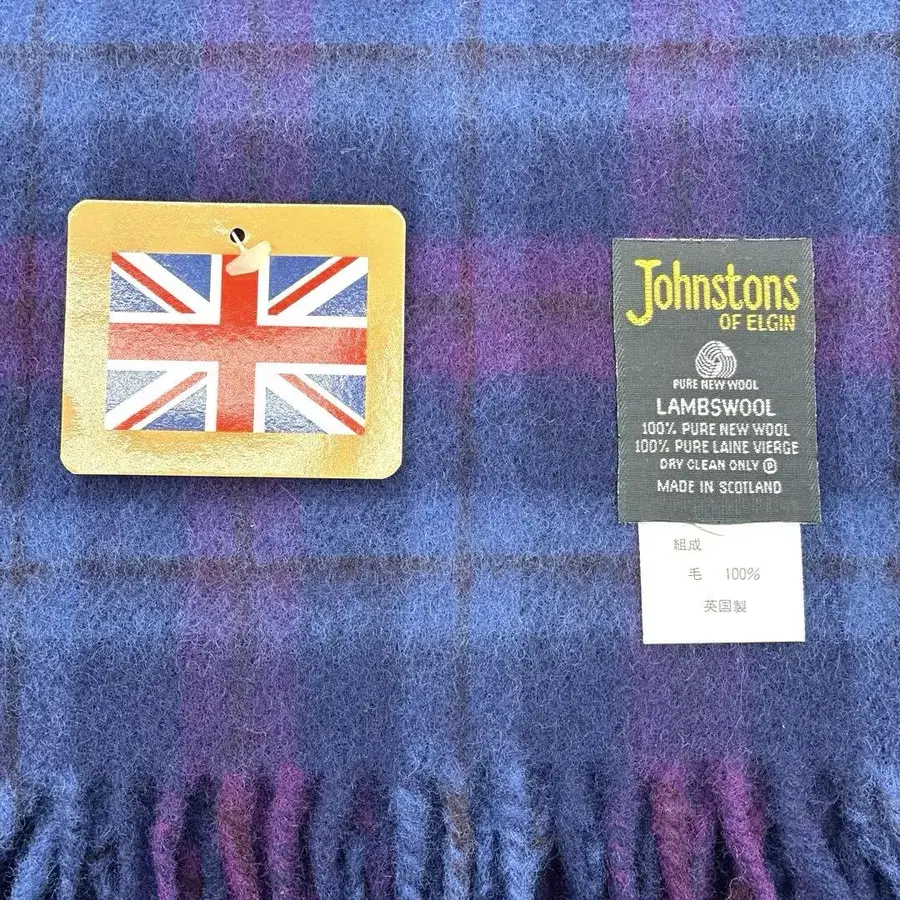 Johnstons
OF ELGIN
PURE NEW WOOL
LAMBSWOOL
100% PURE NEW WOOL
100% PURE LAINE VIERGE
DRY CLEAN ONLY Ⓟ
MADE IN SCOTLAND
組成
毛 100%
英国製